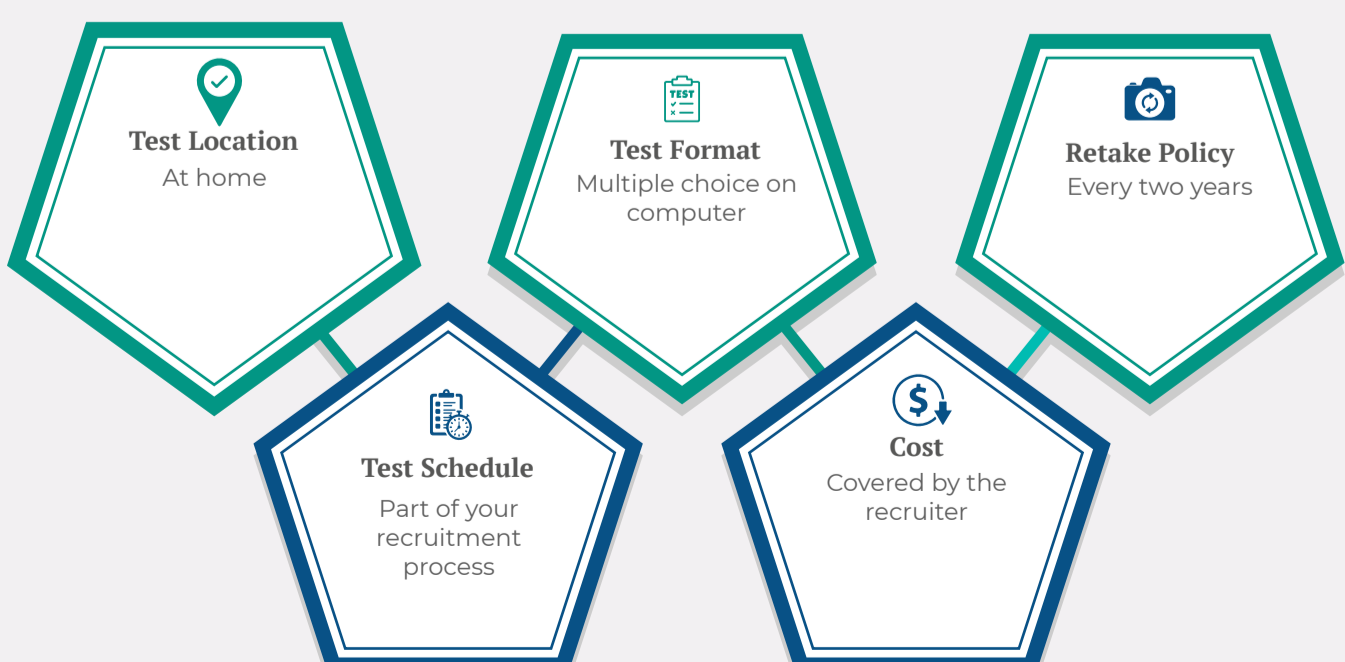 Test Location
At home
TEST
Test Format
Multiple choice on
computer
Retake Policy
Every two years
Test Schedule
Part of your
recruitment
process
$
Cost
Covered by the
recruiter